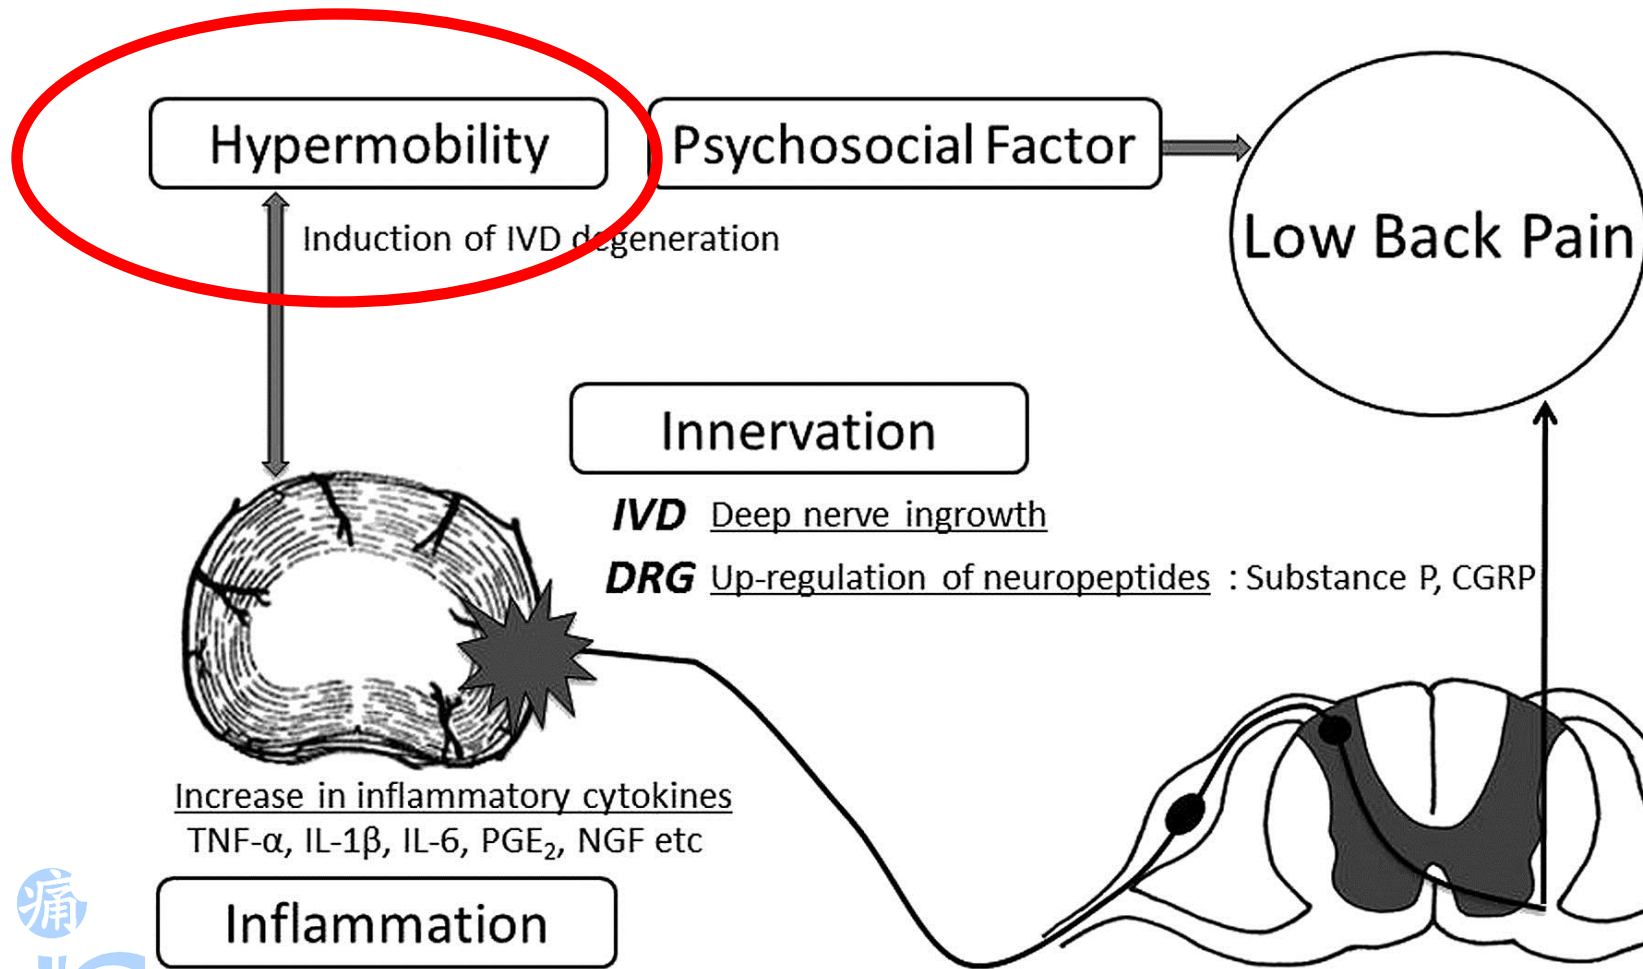 Hypermobility
Psychosocial Factor
Low Back Pain
Induction of IVD degeneration
Innervation
IVD Deep nerve ingrowth
DRG Up-regulation of neuropeptides : Substance P, CGRP
Increase in inflammatory cytokines
TNF-α, IL-1β, IL-6, PGE₂, NGF etc
Inflammation
痛